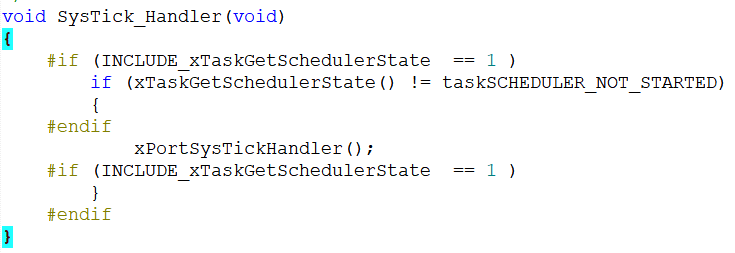 void SysTick_Handler(void)
{
    #if (INCLUDE_xTaskGetSchedulerState  == 1 )
        if (xTaskGetSchedulerState() != taskSCHEDULER_NOT_STARTED)
        {
    #endif
            xPortSysTickHandler();
    #if (INCLUDE_xTaskGetSchedulerState  == 1 )
        }
    #endif
}